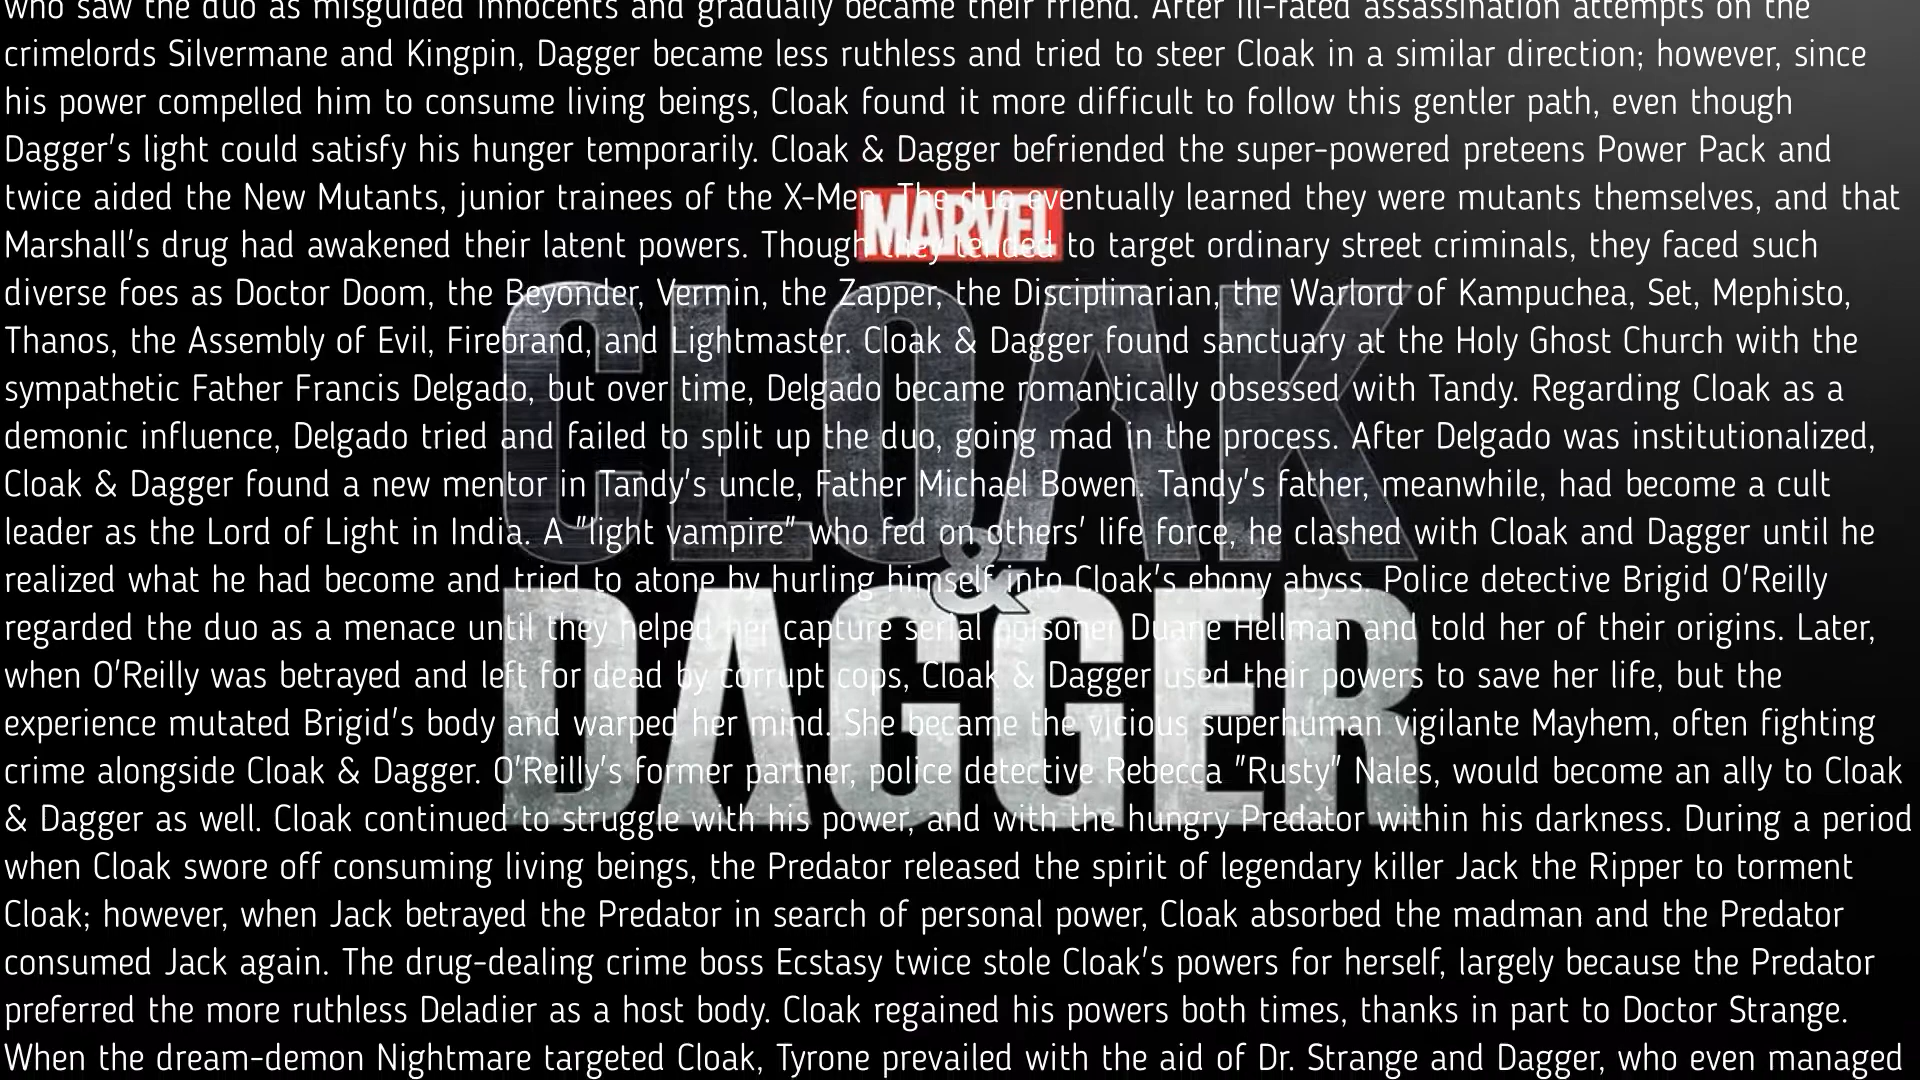 who saw the duo as misguided innocents and gradually became their friend. After ill-fated assassination attempts on the
crimelords Silvermane and Kingpin, Dagger became less ruthless and tried to steer Cloak in a similar direction; however, since
his power compelled him to consume living beings, Cloak found it more difficult to follow this gentler path, even though
Dagger's light could satisfy his hunger temporarily. Cloak & Dagger befriended the super-powered preteens Power Pack and
twice aided the New Mutants, junior trainees of the X-Men. The duo eventually learned they were mutants themselves, and that
Marshall's drug had awakened their latent powers. Though they tended to target ordinary street criminals, they faced such
diverse foes as Doctor Doom, the Beyonder, Vermin, the Zapper, the Disciplinarian, the Warlord of Kampuchea, Set, Mephisto,
Thanos, the Assembly of Evil, Firebrand, and Lightmaster. Cloak & Dagger found sanctuary at the Holy Ghost Church with the
sympathetic Father Francis Delgado, but over time, Delgado became romantically obsessed with Tandy. Regarding Cloak as a
demonic influence, Delgado tried and failed to split up the duo, going mad in the process. After Delgado was institutionalized,
Cloak & Dagger found a new mentor in Tandy's uncle, Father Michael Bowen. Tandy's father, meanwhile, had become a cult
leader as the Lord of Light in India. A "light vampire" who fed on others' life force, he clashed with Cloak and Dagger until he
realized what he had become and tried to atone by hurling himself into Cloak's ebony abyss. Police detective Brigid O'Reilly
regarded the duo as a menace until they helped her capture serial poisoner Duane Hellman and told her of their origins. Later,
when O'Reilly was betrayed and left for dead by corrupt cops, Cloak & Dagger used their powers to save her life, but the
experience mutated Brigid's body and warped her mind. She became the vicious superhuman vigilante Mayhem, often fighting
crime alongside Cloak & Dagger. O'Reilly's former partner, police detective Rebecca "Rusty" Nales, would become an ally to Cloak
& Dagger as well. Cloak continued to struggle with his power, and with the hungry Predator within his darkness. During a period
when Cloak swore off consuming living beings, the Predator released the spirit of legendary killer Jack the Ripper to torment
Cloak; however, when Jack betrayed the Predator in search of personal power, Cloak absorbed the madman and the Predator
consumed Jack again. The drug-dealing crime boss Ecstasy twice stole Cloak's powers for herself, largely because the Predator
preferred the more ruthless Deladier as a host body. Cloak regained his powers both times, thanks in part to Doctor Strange.
When the dream-demon Nightmare targeted Cloak, Tyrone prevailed with the aid of Dr. Strange and Dagger, who even managed
MARVEL
CLOAK
&
DAGGER